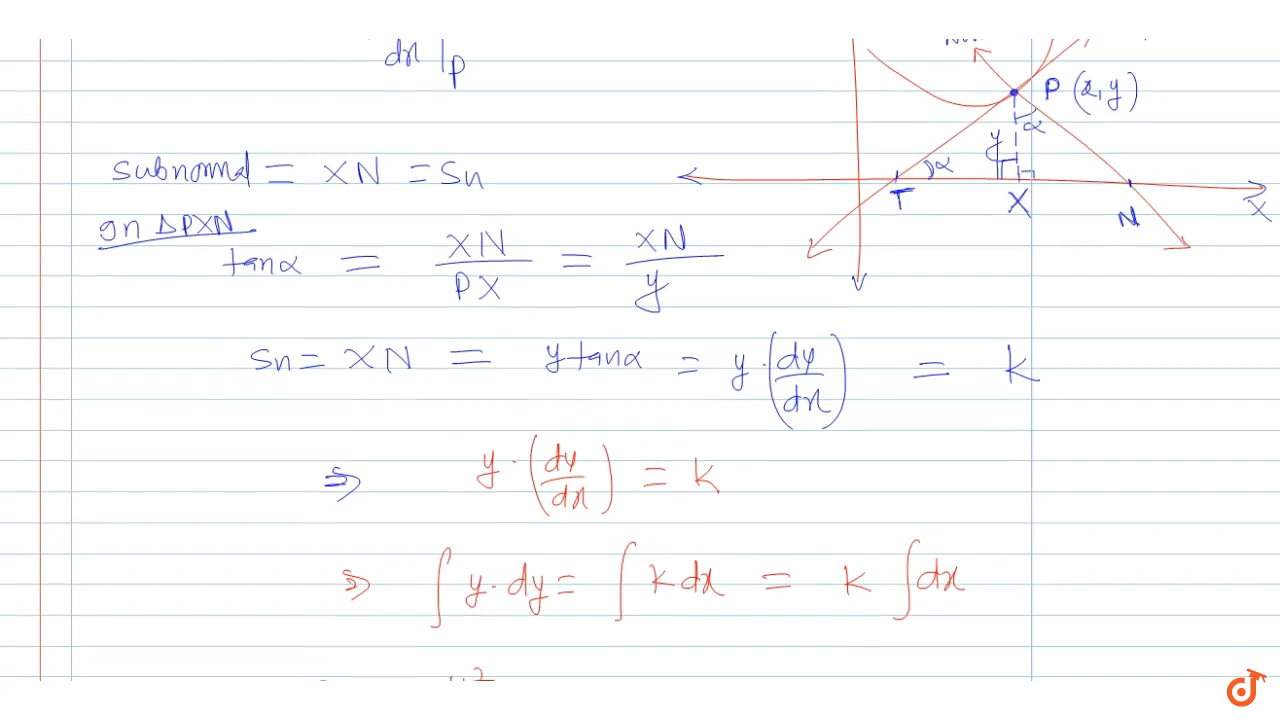 dx |p
P (x, y)
α
y
α
T
X
N
X
subnormal = XN = Sn
gn ΔPXN
tanα = XN/PX = XN/y
Sn = XN = y tanα = y·(dy/dx) = K
⇒ y·(dy/dx) = K
⇒ ∫y·dy = ∫K dx = K ∫dx